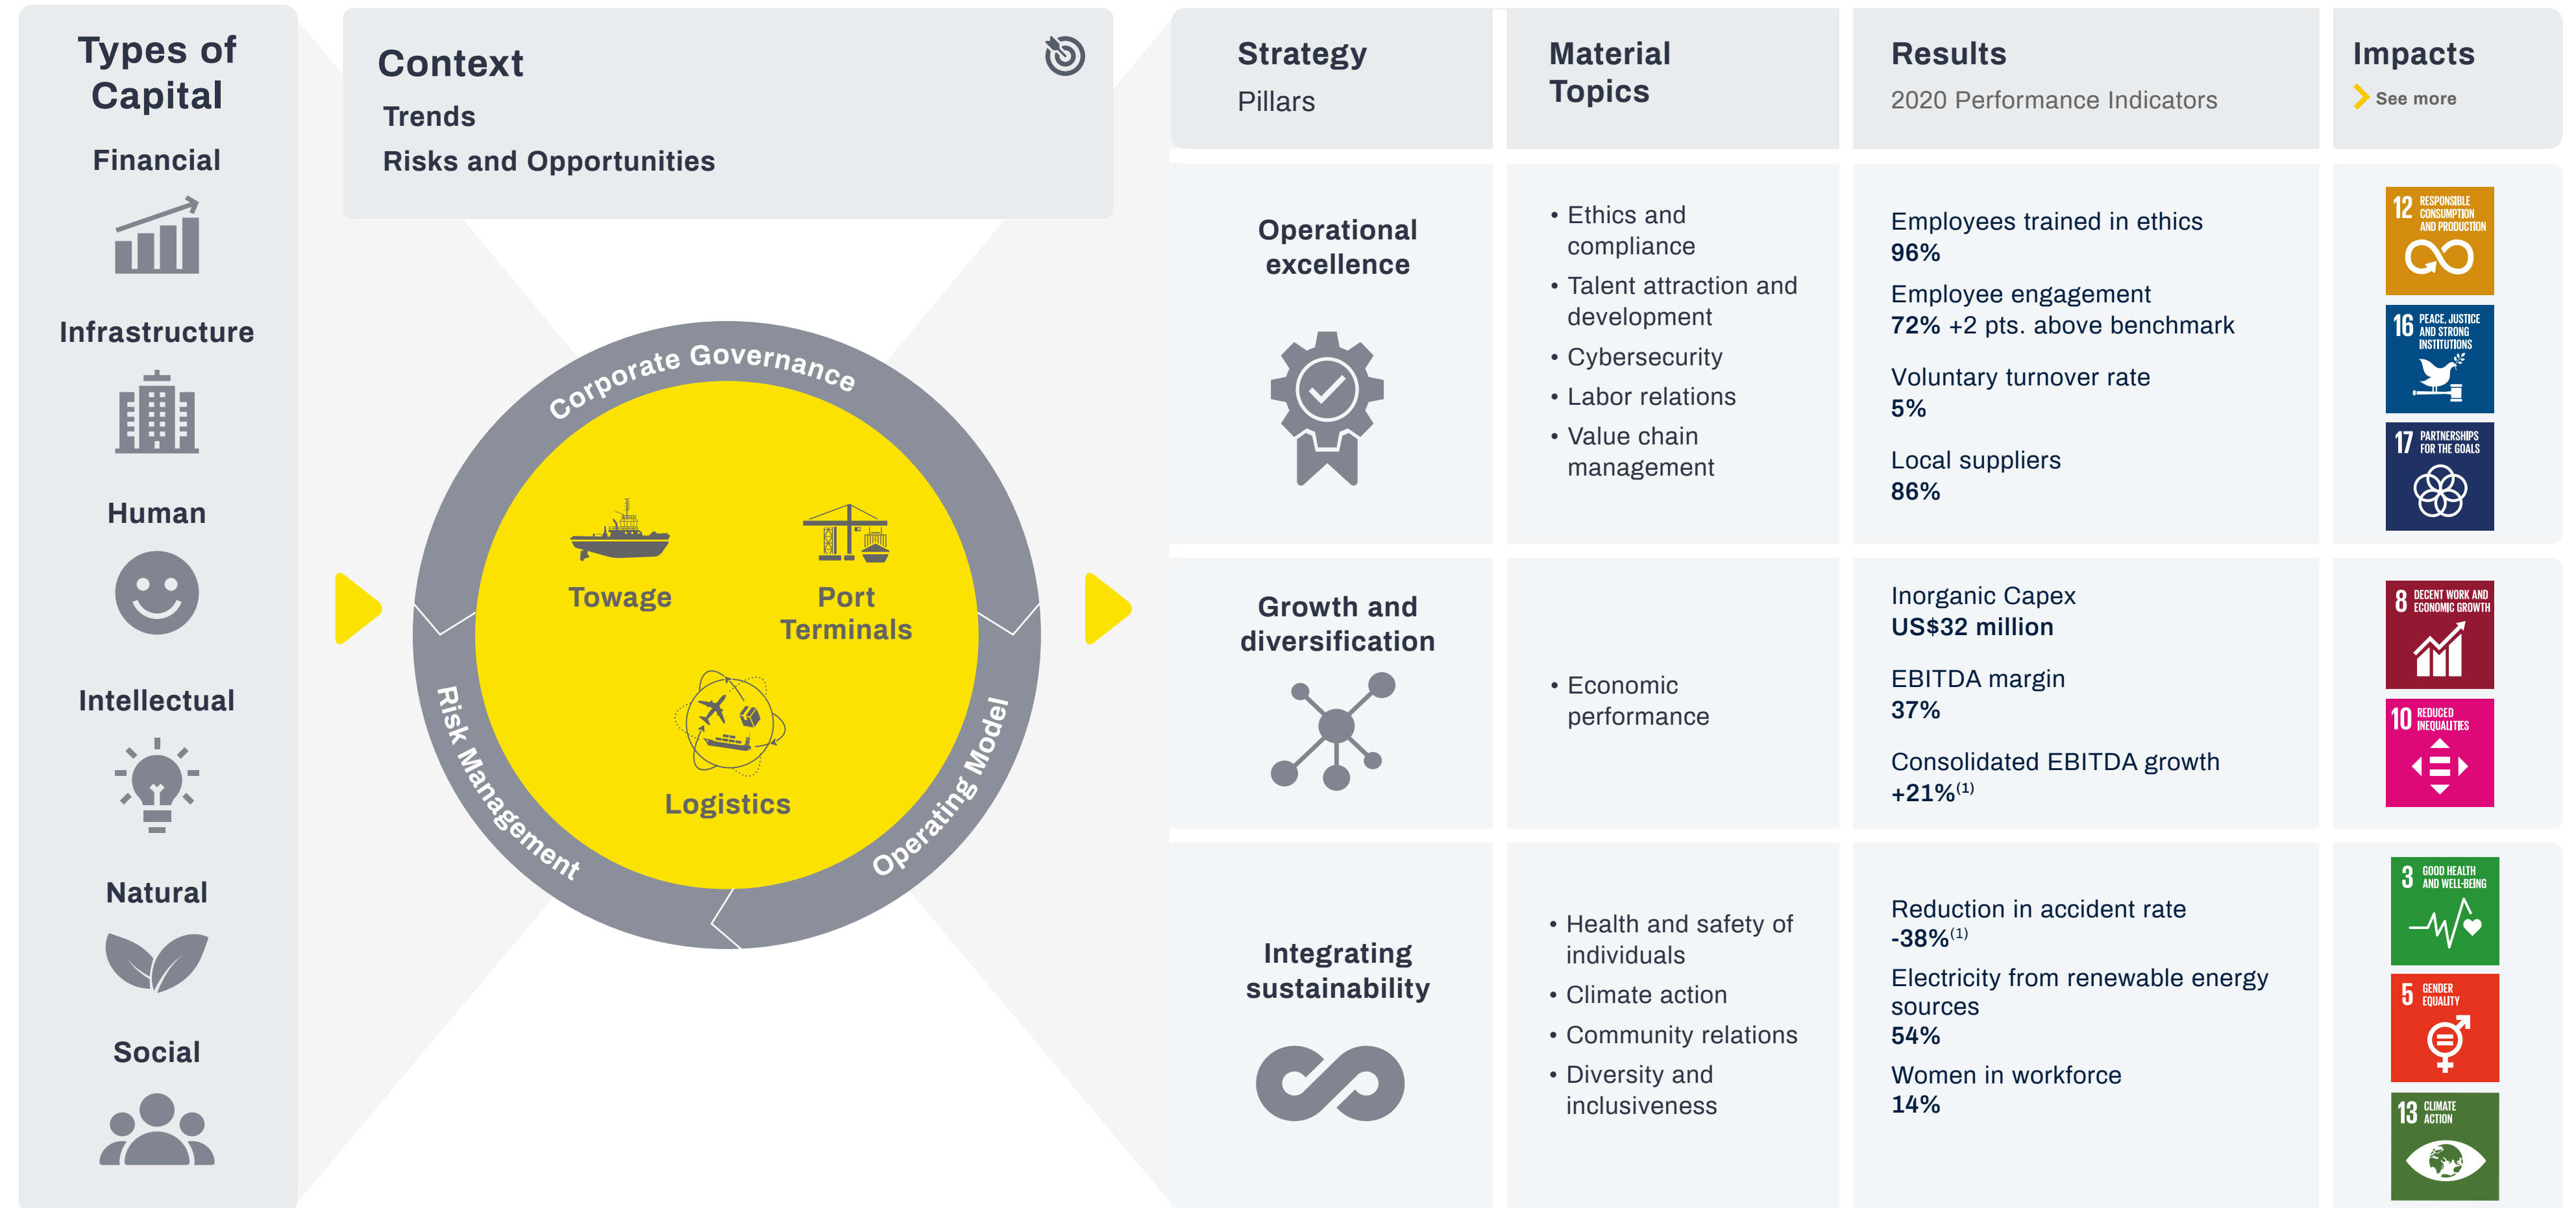 Types of
Capital
Financial
Infrastructure
Human
Intellectual
Natural
Social
Context
Trends
Risks and Opportunities
Corporate Governance
Risk Management
Operating Model
Towage
Port
Terminals
Logistics
Strategy
Pillars
Material
Topics
Results
2020 Performance Indicators
Impacts
See more
Operational
excellence
• Ethics and
compliance
• Talent attraction and
development
• Cybersecurity
• Labor relations
• Value chain
management
Employees trained in ethics
96%
Employee engagement
72% +2 pts. above benchmark
Voluntary turnover rate
5%
Local suppliers
86%
12 RESPONSIBLE
CONSUMPTION
AND PRODUCTION
16 PEACE, JUSTICE
AND STRONG
INSTITUTIONS
17 PARTNERSHIPS
FOR THE GOALS
Growth and
diversification
• Economic
performance
Inorganic Capex
US$32 million
EBITDA margin
37%
Consolidated EBITDA growth
+21%(1)
8 DECENT WORK AND
ECONOMIC GROWTH
10 REDUCED
INEQUALITIES
Integrating
sustainability
• Health and safety of
individuals
• Climate action
• Community relations
• Diversity and
inclusiveness
Reduction in accident rate
-38%(1)
Electricity from renewable energy
sources
54%
Women in workforce
14%
3 GOOD HEALTH
AND WELL-BEING
5 GENDER
EQUALITY
13 CLIMATE
ACTION